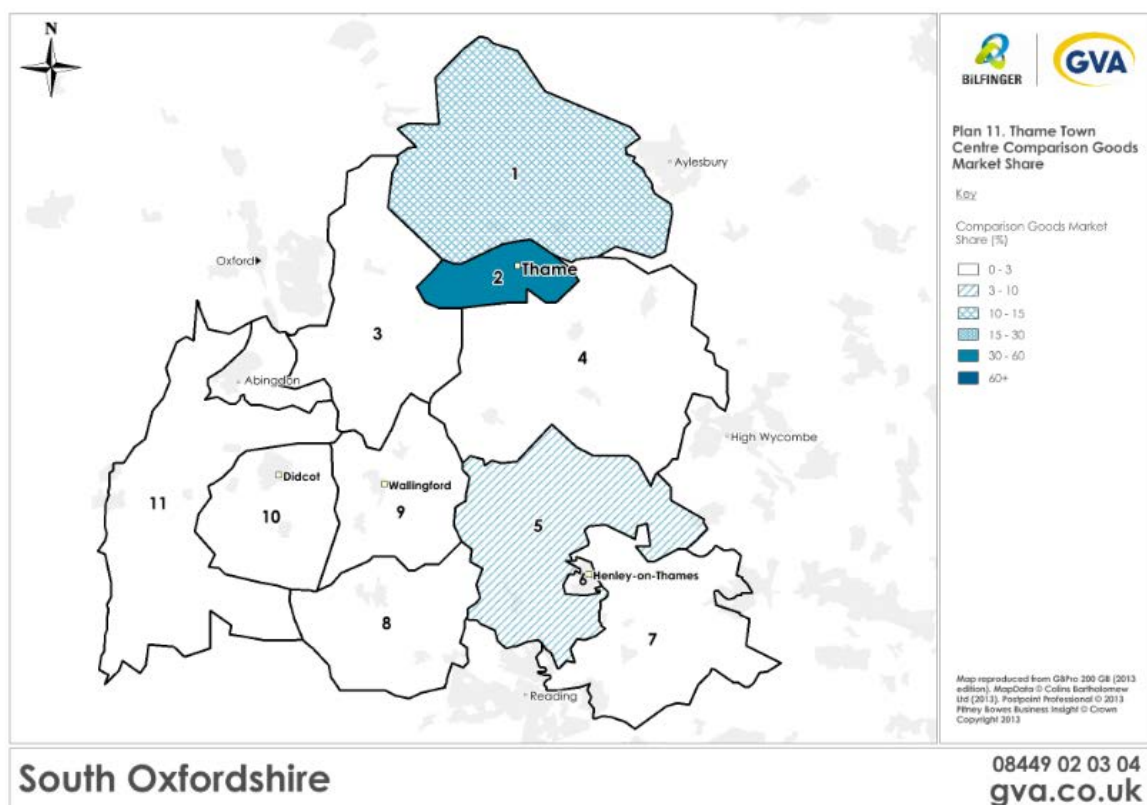 N
BILFINGER
GVA
Plan 11. Thame Town
Centre Comparison Goods
Market Share
Key
Comparison Goods Market
Share (%)
0 - 3
3 - 10
10 - 15
15 - 30
30 - 60
60+
1
Aylesbury
Oxford
2
Thame
3
4
Abingdon
High Wycombe
Didcot
Wallingford
11
10
9
5
Henley-on-Thames
6
8
7
Reading
Map reproduced from GBPro 200 GB (2013
edition). MapData © Collins Bartholomew
Ltd (2013). Postpoint Professional © 2013
Pitney Bowes Business Insight © Crown
Copyright 2013
South Oxfordshire
08449 02 03 04
gva.co.uk